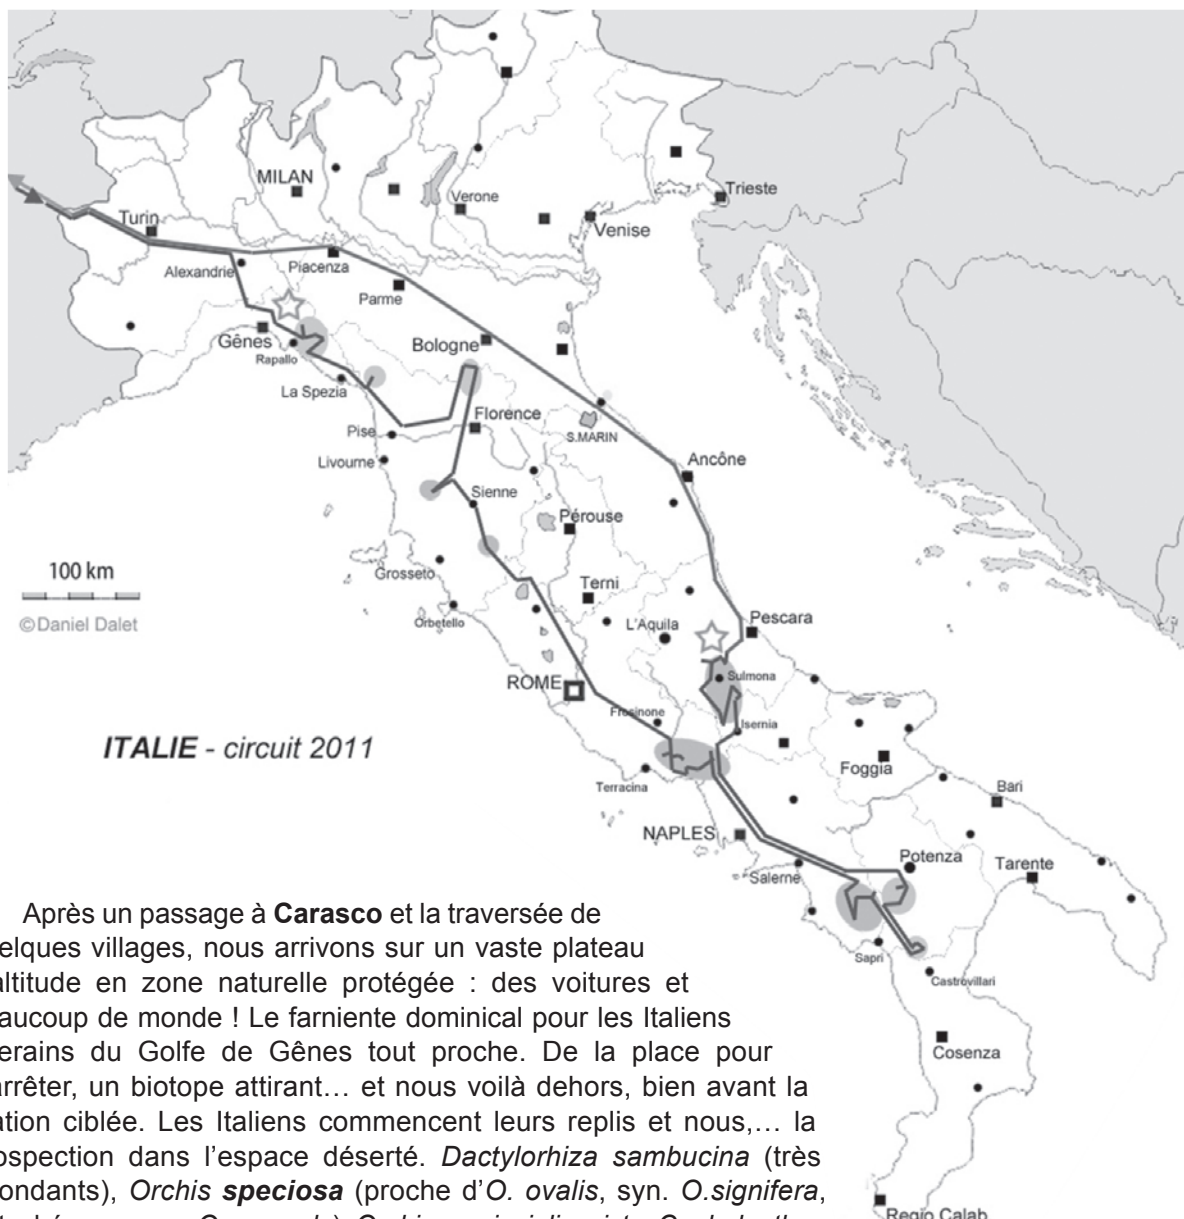 Trieste
MILAN
Verone
Venise
Turin
Alexandrie
Piacenza
Parme
Gênes
Rapallo
Bologne
La Spezia
Florence
Pise
S.MARIN
Livourne
Ancône
Sienne
Pérouse
Grosseto
100 km
Terni
©Daniel Dalet
Orbetello
L'Aquila
Pescara
ROME
Sulmona
Frosinone
Isernia
ITALIE - circuit 2011
Foggia
Terracina
Bari
NAPLES
Potenza
Tarente
Salerne
Sapri
Castrovillari
Cosenza
Regio Calab
Après un passage à Carasco et la traversée de
elques villages, nous arrivons sur un vaste plateau
altitude en zone naturelle protégée : des voitures et
aucoup de monde ! Le farniente dominical pour les Italiens
erains du Golfe de Gênes tout proche. De la place pour
arrêter, un biotope attirant… et nous voilà dehors, bien avant la
ation ciblée. Les Italiens commencent leurs replis et nous,… la
ospection dans l'espace déserté. Dactylorhiza sambucina (très
ondants), Orchis speciosa (proche d'O. ovalis, syn. O.signifera,